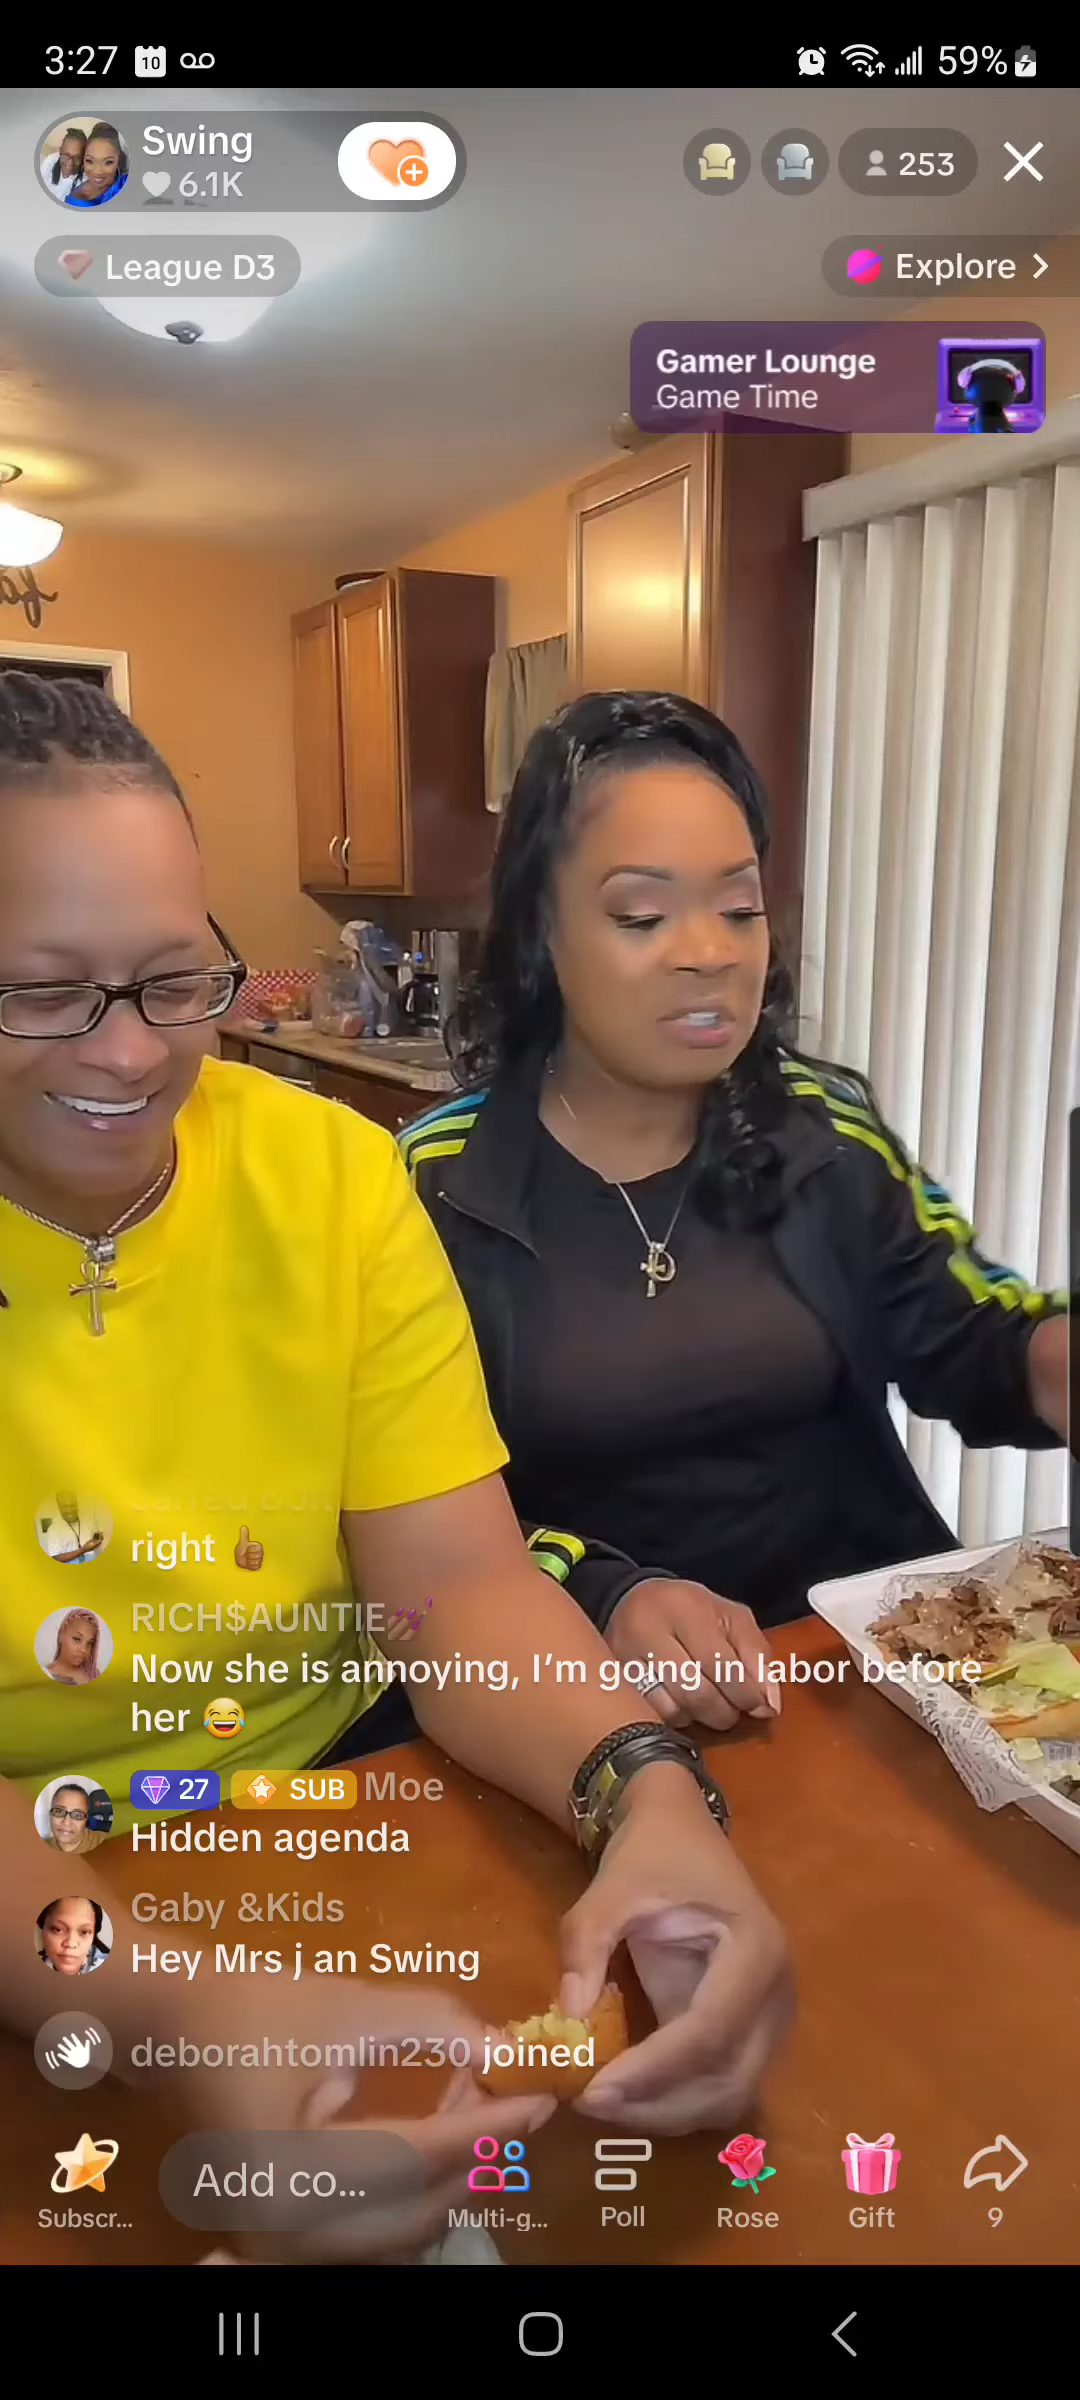 3:27
10
59%
Swing
6.1K
253
League D3
Explore
Gamer Lounge
Game Time
right 👍🏾
RICH$AUNTIE💅🏾
Now she is annoying, I’m going in labor before
her 😂
27 SUB Moe
Hidden agenda
Gaby &Kids
Hey Mrs j an Swing
deborahtomlin230 joined
Add co...
Subscr...
Multi-g...
Poll
Rose
Gift
9